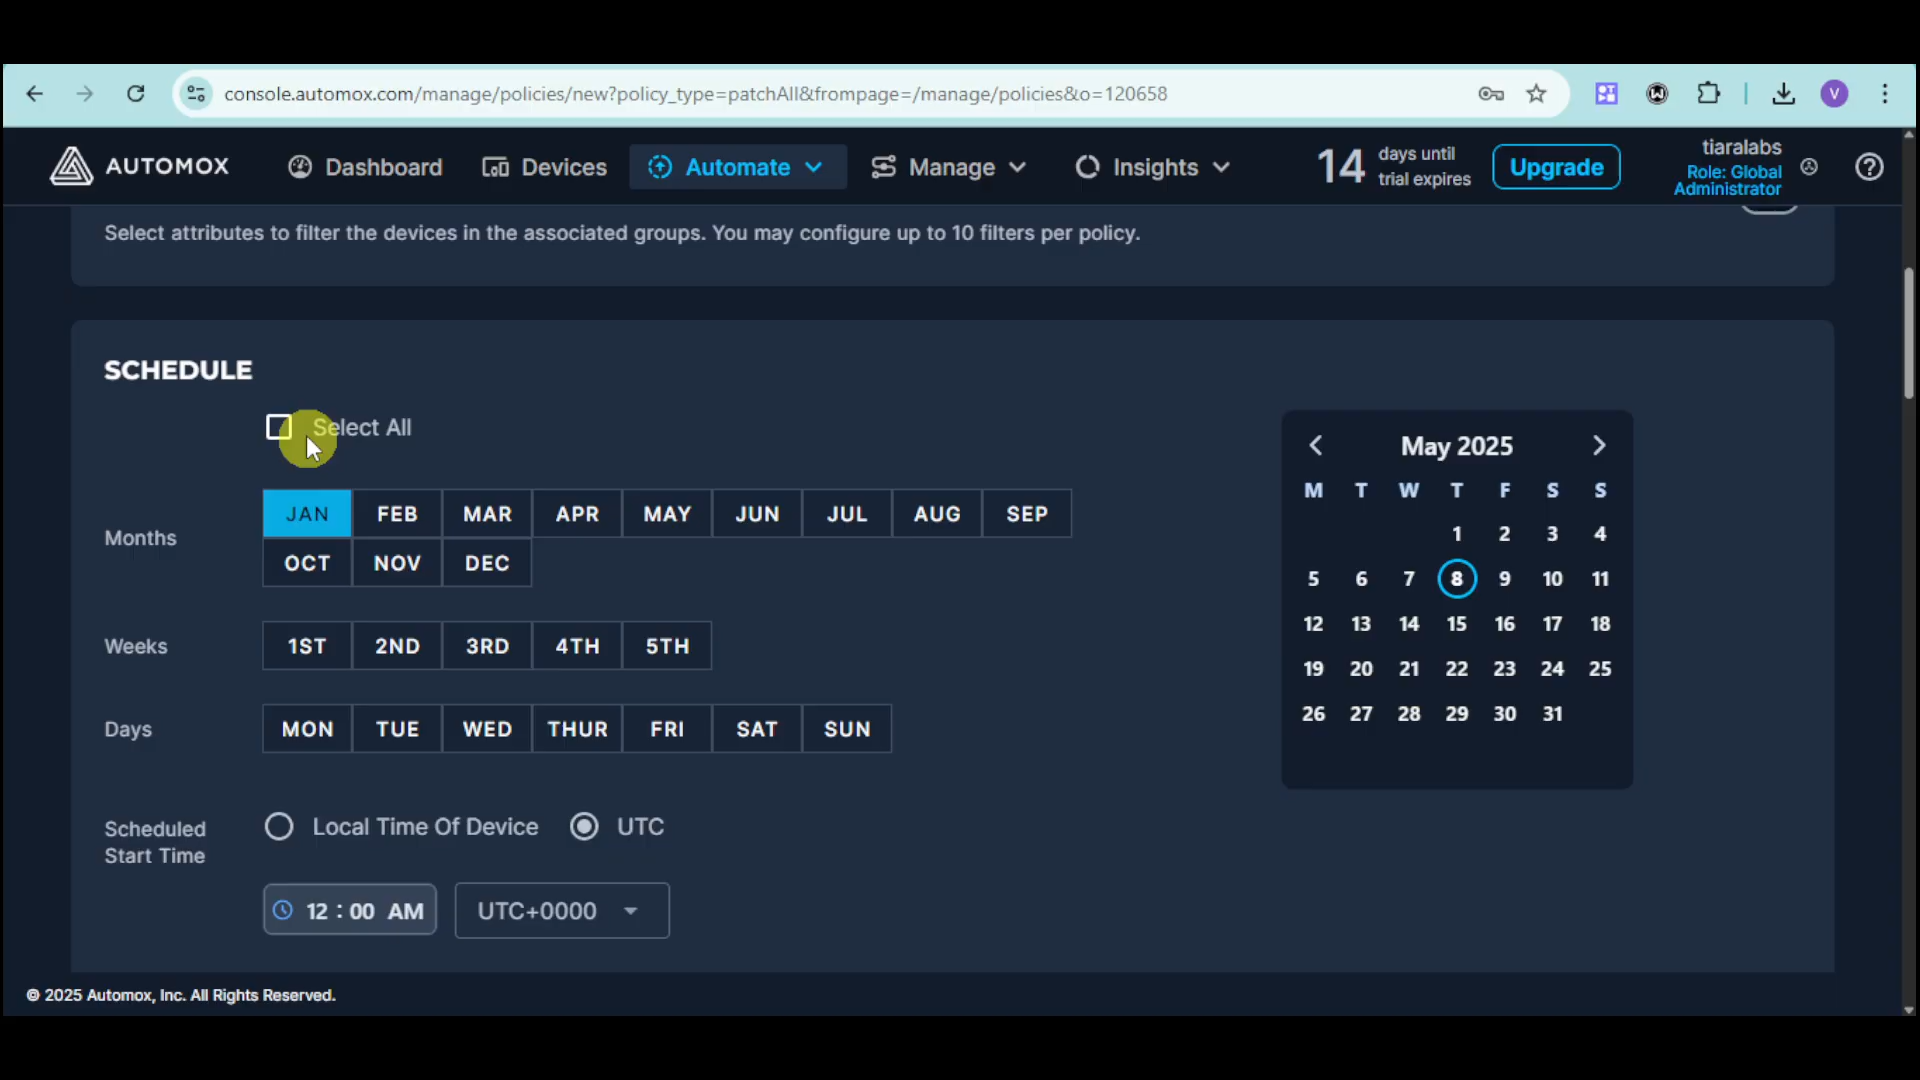 console.automox.com/manage/policies/new?policy_type=patchAll&frompage=/manage/policies&o=120658
V
AUTOMOX
Dashboard
Devices
Automate
Manage
Insights
14 days until trial expires
Upgrade
tiaralabs
Role: Global
Administrator
Select attributes to filter the devices in the associated groups. You may configure up to 10 filters per policy.
SCHEDULE
Select All
Months
JAN FEB MAR APR MAY JUN JUL AUG SEP
OCT NOV DEC
Weeks
1ST 2ND 3RD 4TH 5TH
Days
MON TUE WED THUR FRI SAT SUN
Scheduled
Start Time
Local Time Of Device
UTC
12 : 00 AM
UTC+0000
May 2025
M T W T F S S
1 2 3 4
5 6 7 8 9 10 11
12 13 14 15 16 17 18
19 20 21 22 23 24 25
26 27 28 29 30 31
© 2025 Automox, Inc. All Rights Reserved.